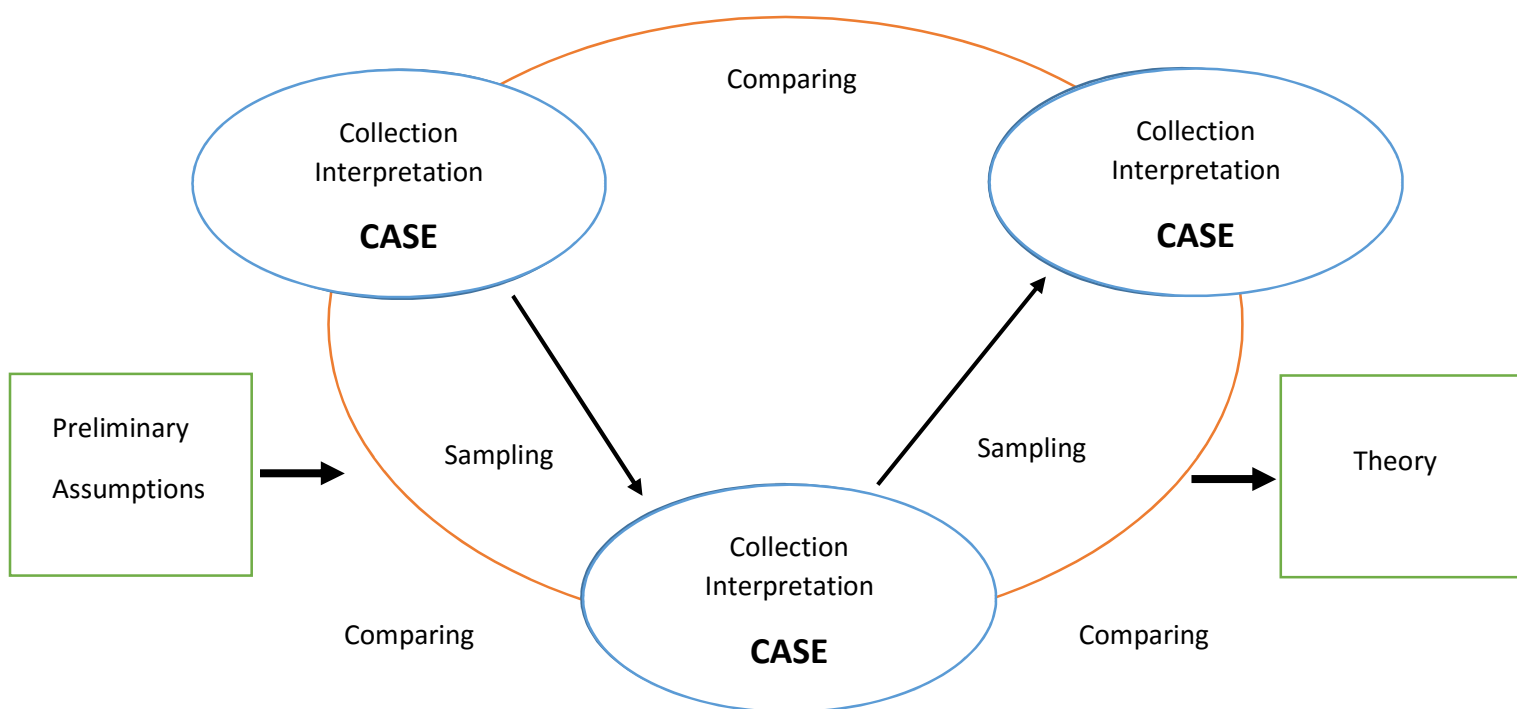 Comparing
Collection
Interpretation
CASE
Collection
Interpretation
CASE
Preliminary
Assumptions
Sampling
Sampling
Theory
Collection
Interpretation
CASE
Comparing
Comparing